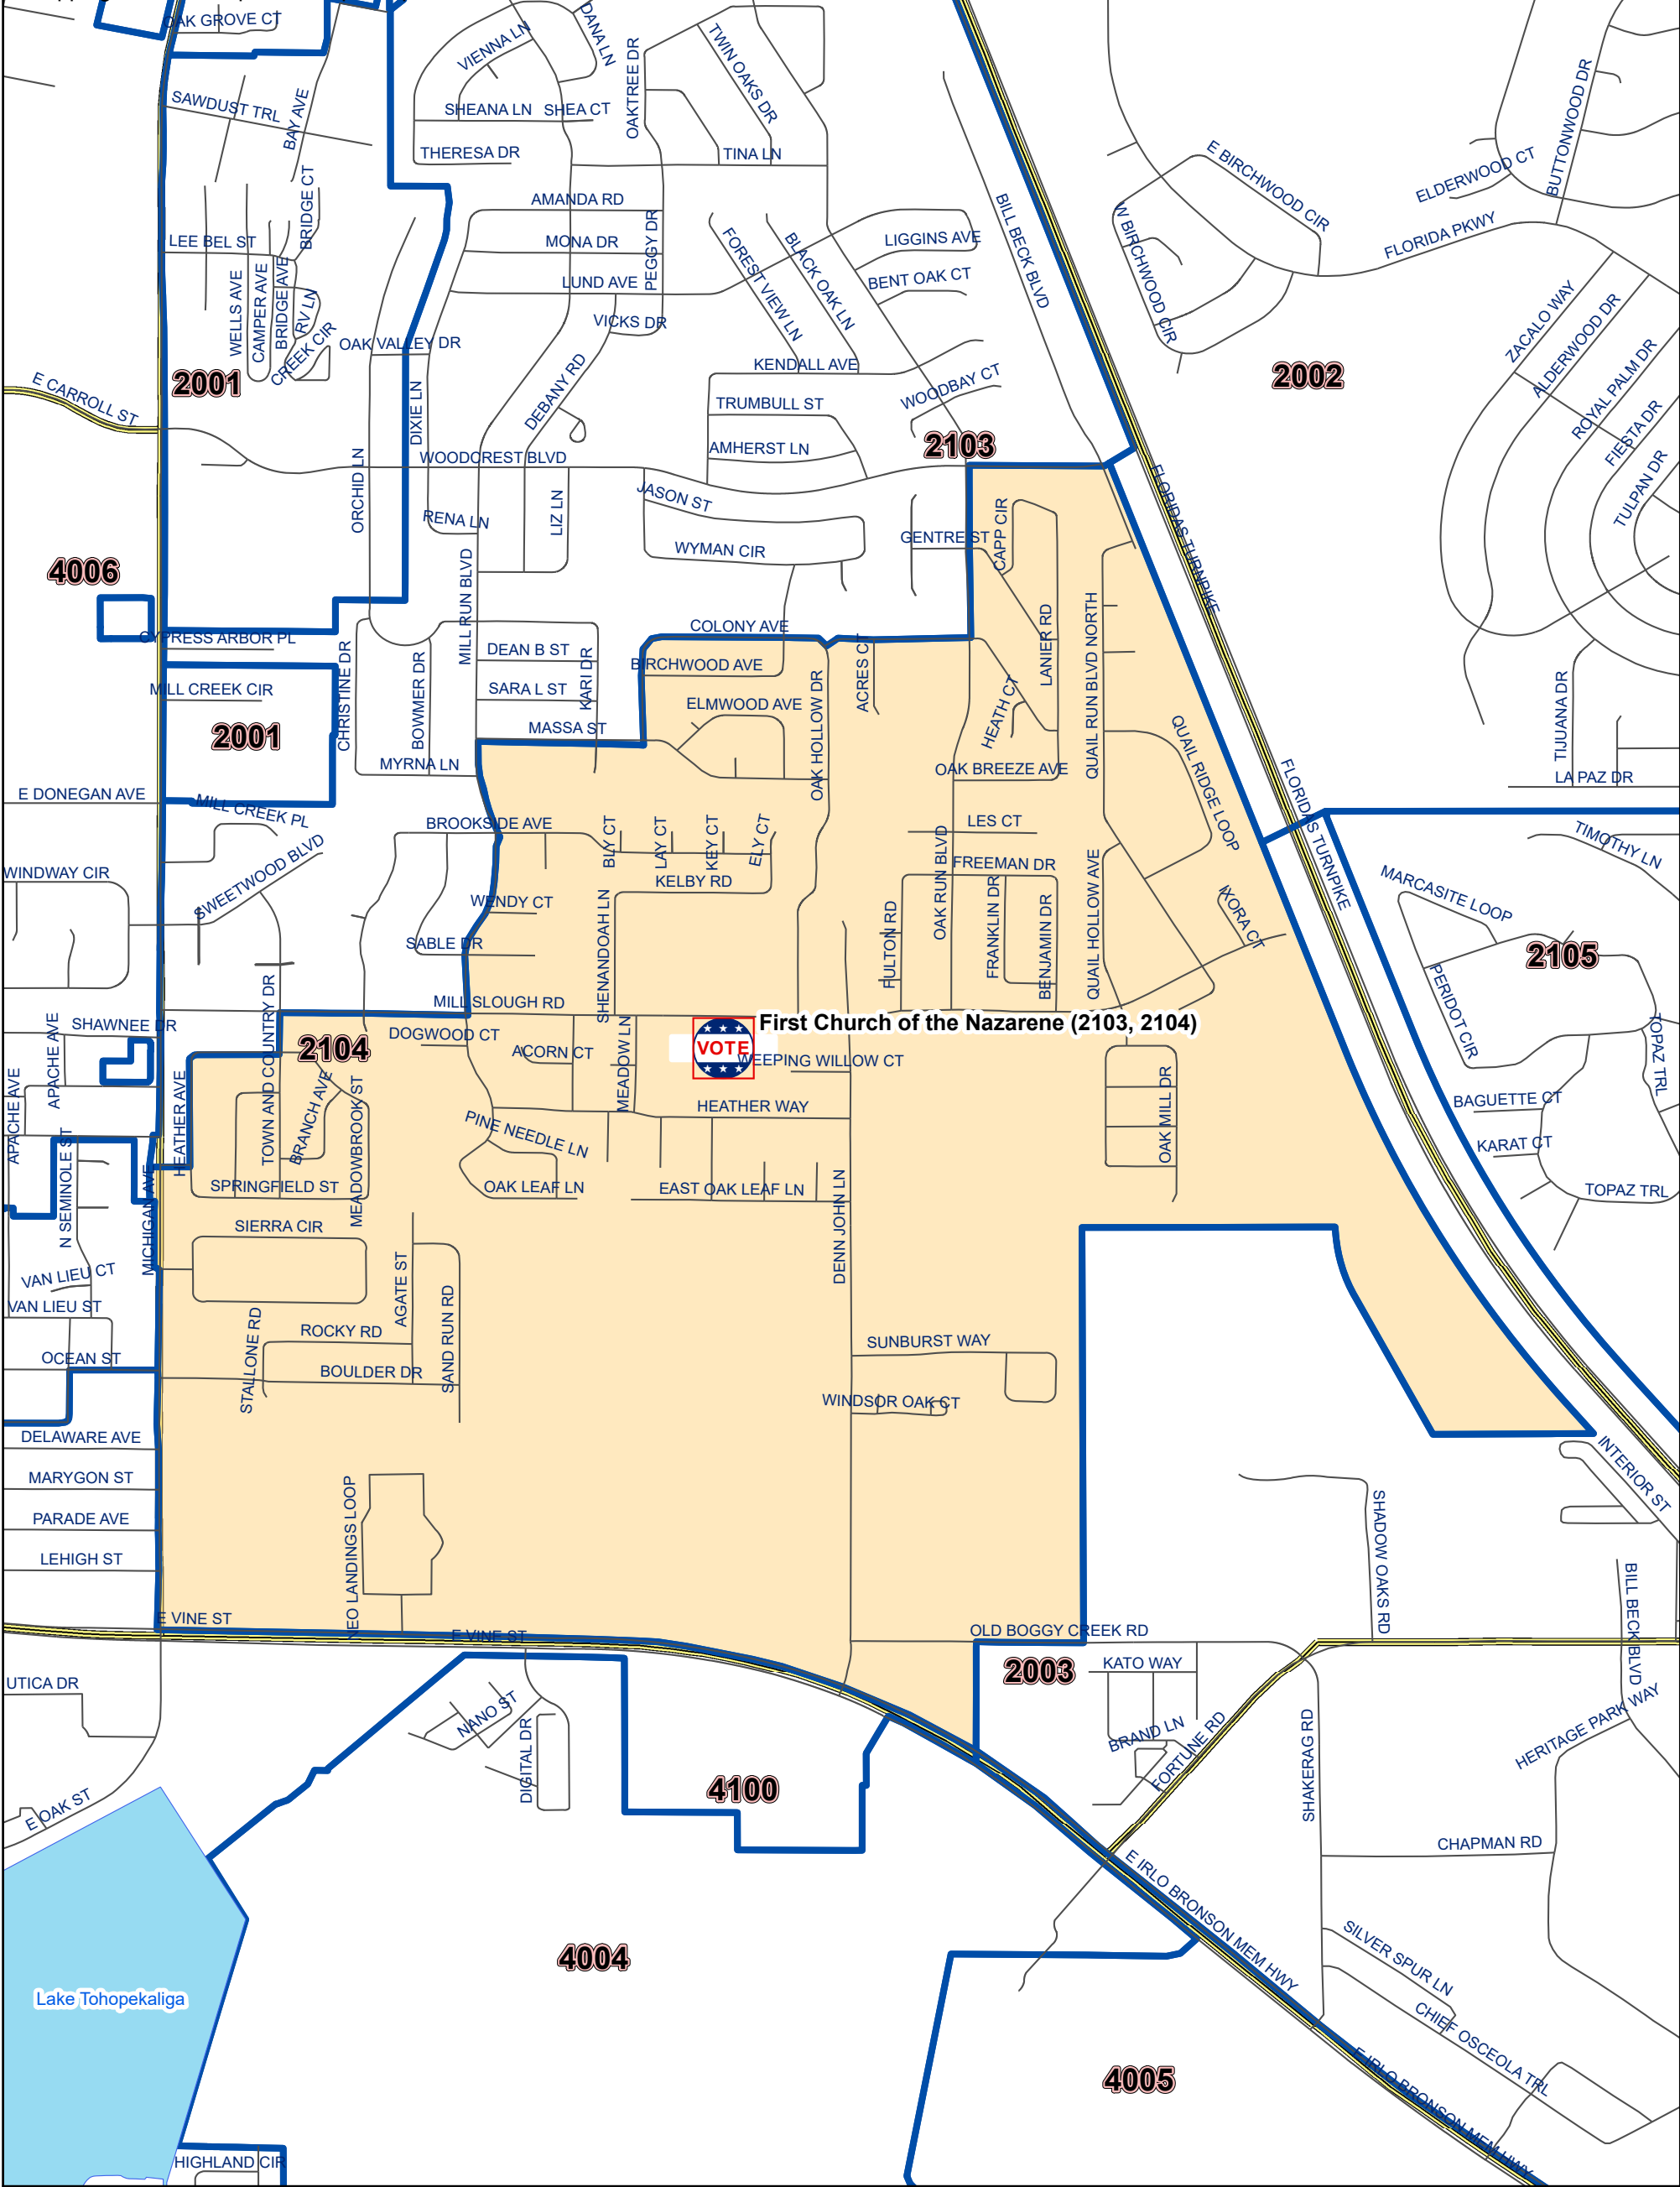 OAK GROVE CT
VIENNA LN
DANA LN
OAKTREE DR
TWIN OAKS DR
BUTTONWOOD DR
SAWDUST TRL
BAY AVE
SHEANA LN
SHEA CT
THERESA DR
TINA LN
E BIRCHWOOD CIR
ELDERWOOD CT
BRIDGE CT
AMANDA RD
PEGGY DR
BILL BECK BLVD
W BIRCHWOOD CIR
FLORIDA PKWY
LEE BEL ST
MONA DR
FOREST VIEW LN
BLACK OAK LN
LIGGINS AVE
LUND AVE
BENT OAK CT
WELLS AVE
CAMPER AVE
BRIDGE AVE
RV LN
CREEK CIR
VICKS DR
ZACALO WAY
ALDERWOOD DR
OAK VALLEY DR
KENDALL AVE
WOODBAY CT
ROYAL PALM DR
2001
2002
E CARROLL ST
DIXIE LN
DEBANY RD
TRUMBULL ST
FIESTA DR
AMHERST LN
2103
TULPAN DR
ORCHID LN
WOODCREST BLVD
JASON ST
FLORIDAS TURNPIKE
RENA LN
LIZ LN
WYMAN CIR
GENTRE ST
CAPP CIR
4006
MILL RUN BLVD
COLONY AVE
LANIER RD
QUAIL RUN BLVD NORTH
CYPRESS ARBOR PL
DEAN B ST
BIRCHWOOD AVE
ACRES CT
MILL CREEK CIR
CHRISTINE DR
BOWMER DR
SARA L ST
KARI DR
ELMWOOD AVE
OAK HOLLOW DR
HEATH CT
QUAIL RIDGE LOOP
TIJUANA DR
2001
MASSA ST
MYRNA LN
OAK BREEZE AVE
FLORIDAS TURNPIKE
LA PAZ DR
E DONEGAN AVE
MILL CREEK PL
BROOKSIDE AVE
BLY CT
LAY CT
KEY CT
ELY CT
LES CT
TIMOTHY LN
WINDWAY CIR
SWEETWOOD BLVD
KELBY RD
FREEMAN DR
MARCASITE LOOP
WENDY CT
SHENANDOAH LN
FULTON RD
OAK RUN BLVD
FRANKLIN DR
BENJAMIN DR
QUAIL HOLLOW AVE
IXORA CT
SABLE DR
2105
PERIDOT CIR
TOWN AND COUNTRY DR
MILL SLOUGH RD
First Church of the Nazarene (2103, 2104)
SHAWNEE DR
2104
DOGWOOD CT
ACORN CT
MEADOW LN
VOTE
WEEPING WILLOW CT
TOPAZ TRL
APACHE AVE
APACHE AVE
HEATHER AVE
BRANCH AVE
MEADOWBROOK ST
HEATHER WAY
OAK MILL DR
BAGUETTE CT
PINE NEEDLE LN
KARAT CT
N SEMINOLE ST
MICHIGAN AVE
SPRINGFIELD ST
OAK LEAF LN
EAST OAK LEAF LN
DENN JOHN LN
TOPAZ TRL
SIERRA CIR
VAN LIEU CT
AGATE ST
SAND RUN RD
VAN LIEU ST
STALLONE RD
ROCKY RD
SUNBURST WAY
OCEAN ST
BOULDER DR
WINDSOR OAK CT
DELAWARE AVE
INTERIOR ST
MARYGON ST
NEO LANDINGS LOOP
SHADOW OAKS RD
PARADE AVE
LEHIGH ST
BILL BECK BLVD
E VINE ST
E VINE ST
OLD BOGGY CREEK RD
UTICA DR
2003
KATO WAY
NANO ST
DIGITAL DR
BRAND LN
FORTUNE RD
SHAKERAG RD
HERITAGE PARK WAY
4100
E OAK ST
CHAPMAN RD
E IRLO BRONSON MEM HWY
4004
SILVER SPUR LN
Lake Tohopekaliga
CHIEF OSCEOLA TRL
4005
E IRLO BRONSON MEM HWY
HIGHLAND CIR